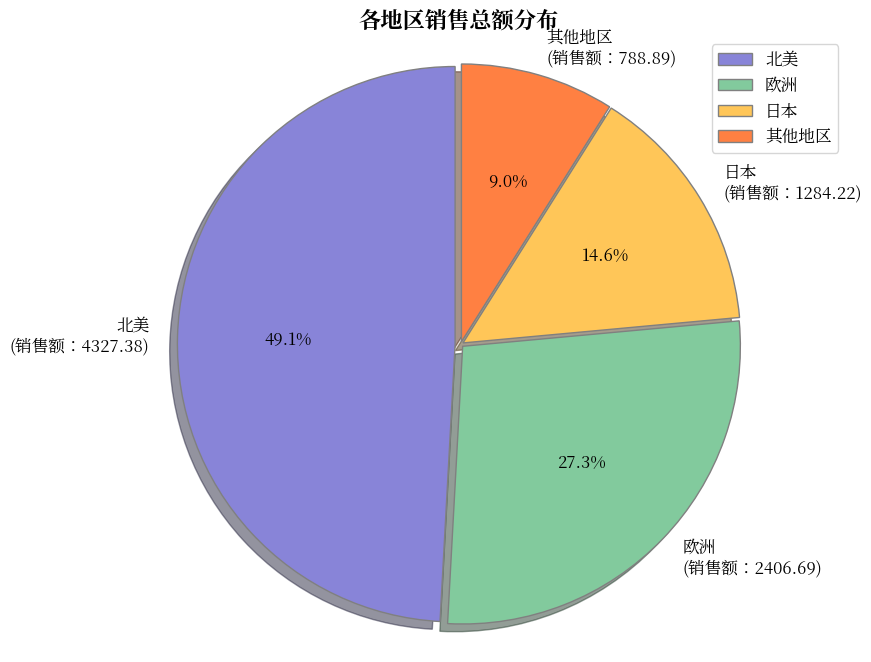 各地区销售总额分布
其他地区
(销售额：788.89)
北美
欧洲
日本
其他地区
日本
(销售额：1284.22)
9.0%
14.6%
北美
(销售额：4327.38)
49.1%
27.3%
欧洲
(销售额：2406.69)